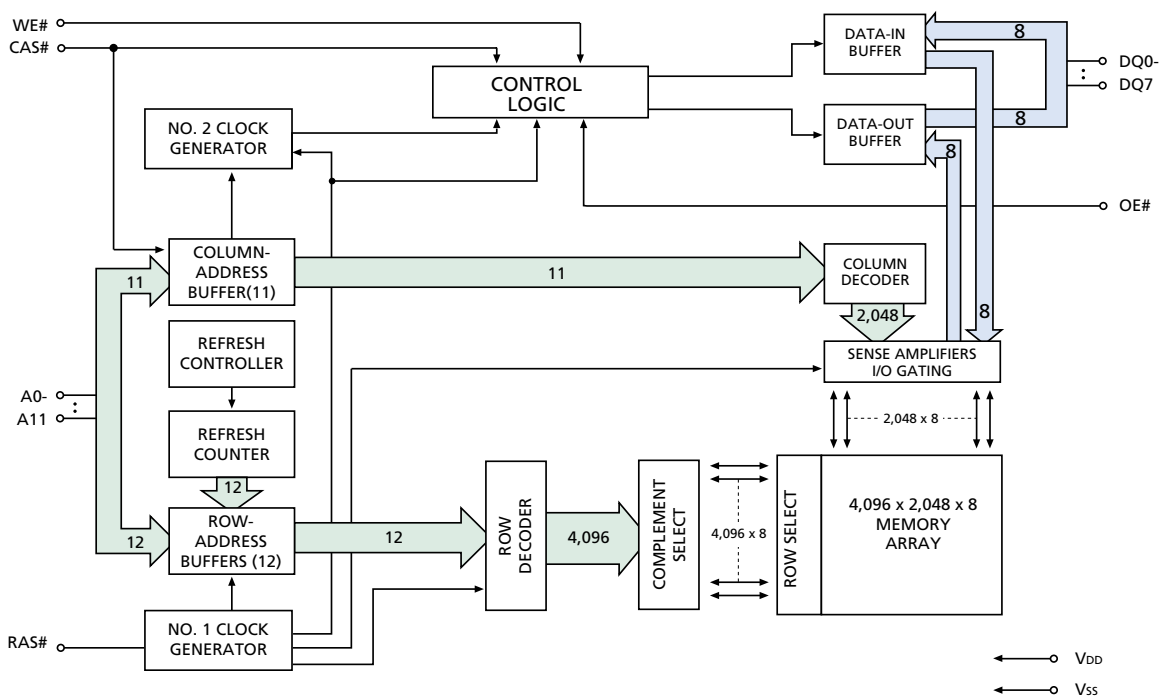 WE#
CAS#
CONTROL
LOGIC
DATA-IN
BUFFER
8
DQ0-
:
DQ7
NO. 2 CLOCK
GENERATOR
DATA-OUT
BUFFER
8
8
OE#
COLUMN-
ADDRESS
BUFFER(11)
11
11
COLUMN
DECODER
2,048
8
REFRESH
CONTROLLER
SENSE AMPLIFIERS
I/O GATING
A0-
:
A11
REFRESH
COUNTER
2,048 x 8
12
12
ROW-
ADDRESS
BUFFERS (12)
12
ROW
DECODER
4,096
COMPLEMENT
SELECT
4,096 x 8
ROW SELECT
4,096 x 2,048 x 8
MEMORY
ARRAY
RAS#
NO. 1 CLOCK
GENERATOR
VDD
VSS